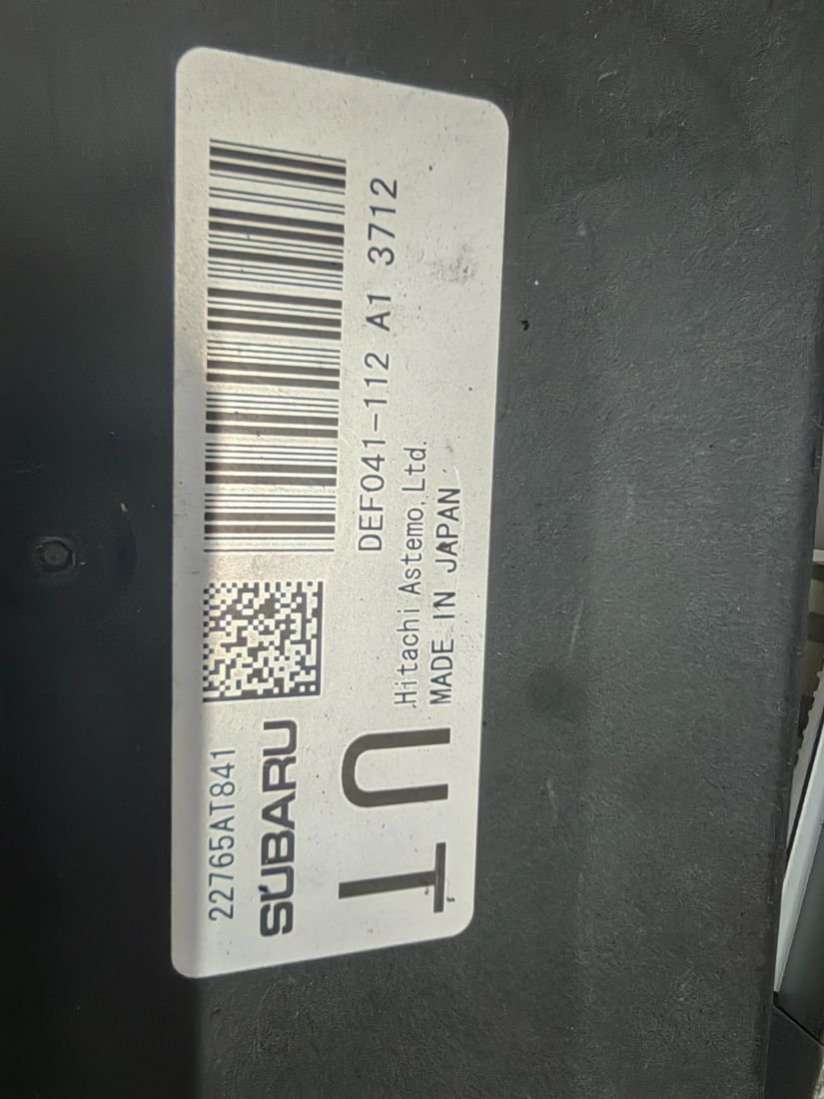 22765AT841
SUBARU
DEF041-112 A1 3712
Hitachi Astemo, Ltd.
MADE IN JAPAN
UT